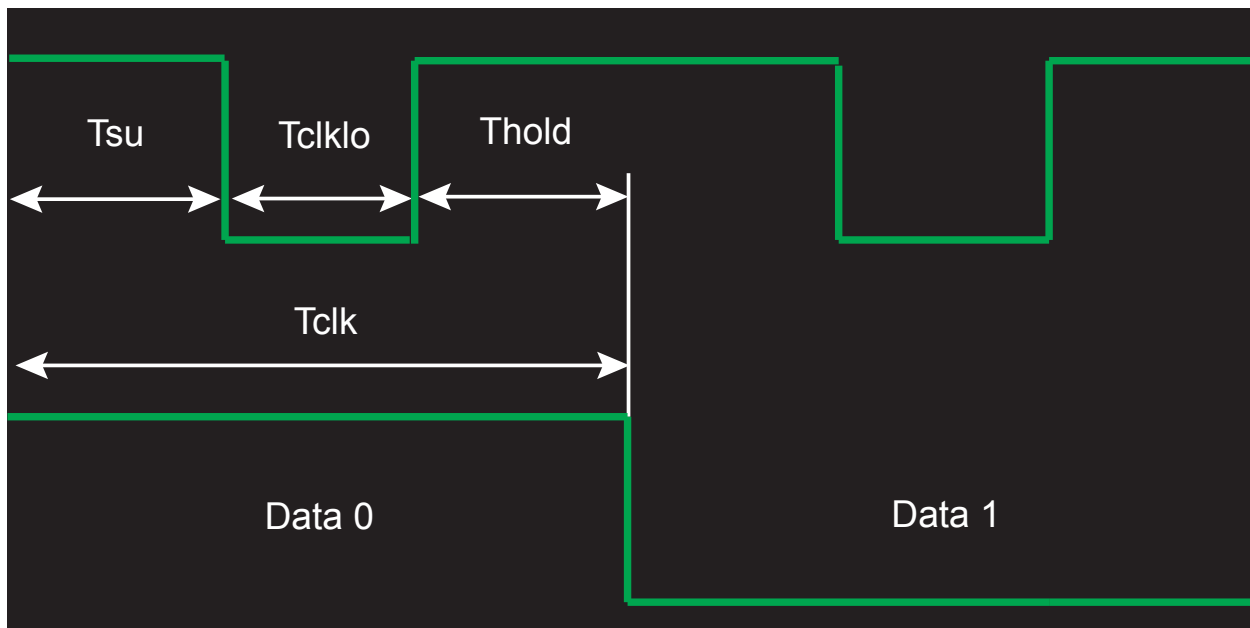 Tsu
Tclklo
Thold
Tclk
Data 0
Data 1